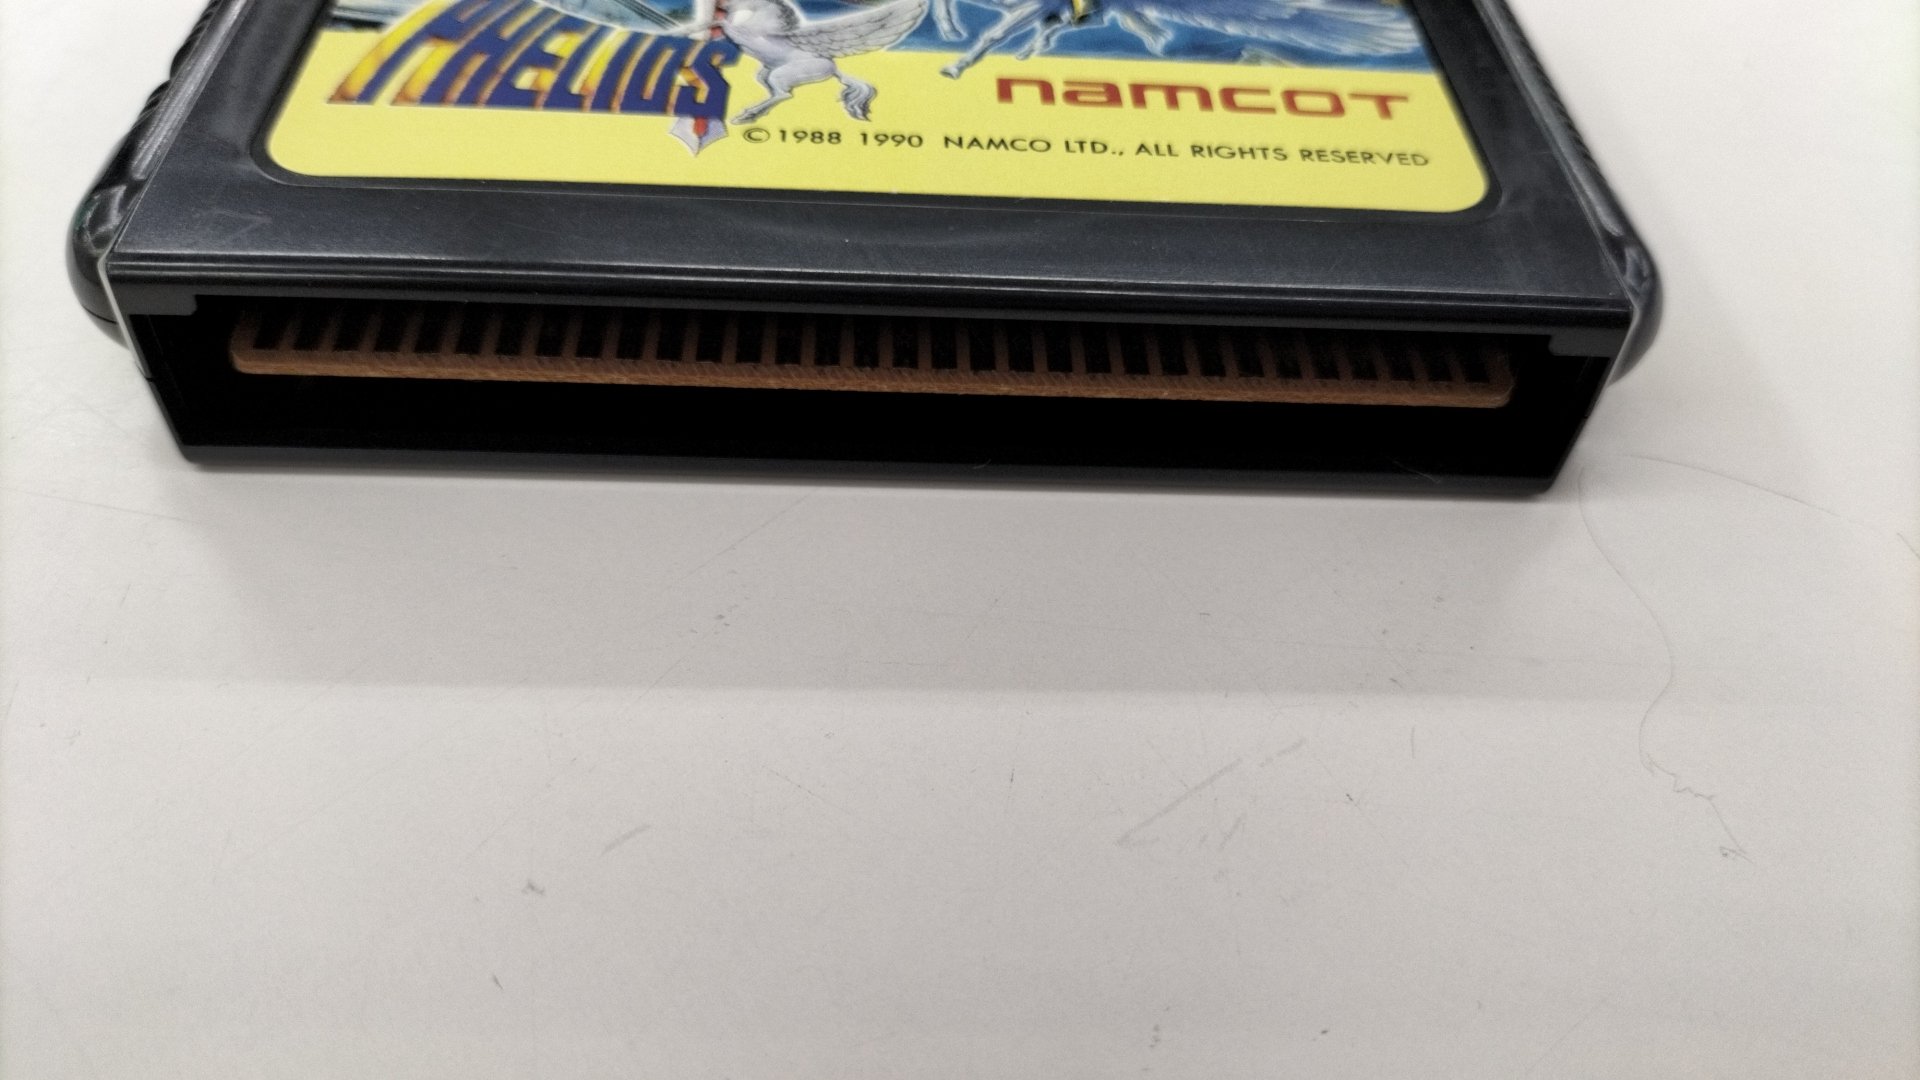 PHELIOS
namcot
© 1988 1990 NAMCO LTD., ALL RIGHTS RESERVED